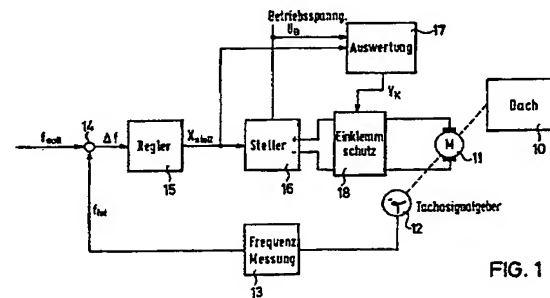 Betriebsspang.
U_B
17
Auswertung
Y_K
Dach
10
14
f_soll
Δf
Regler
15
X_stell
Steller
+
-
16
Einklemm
schutz
18
M
11
12
Tachosignalgeber
f_ist
Frequenz
Messung
13
FIG. 1